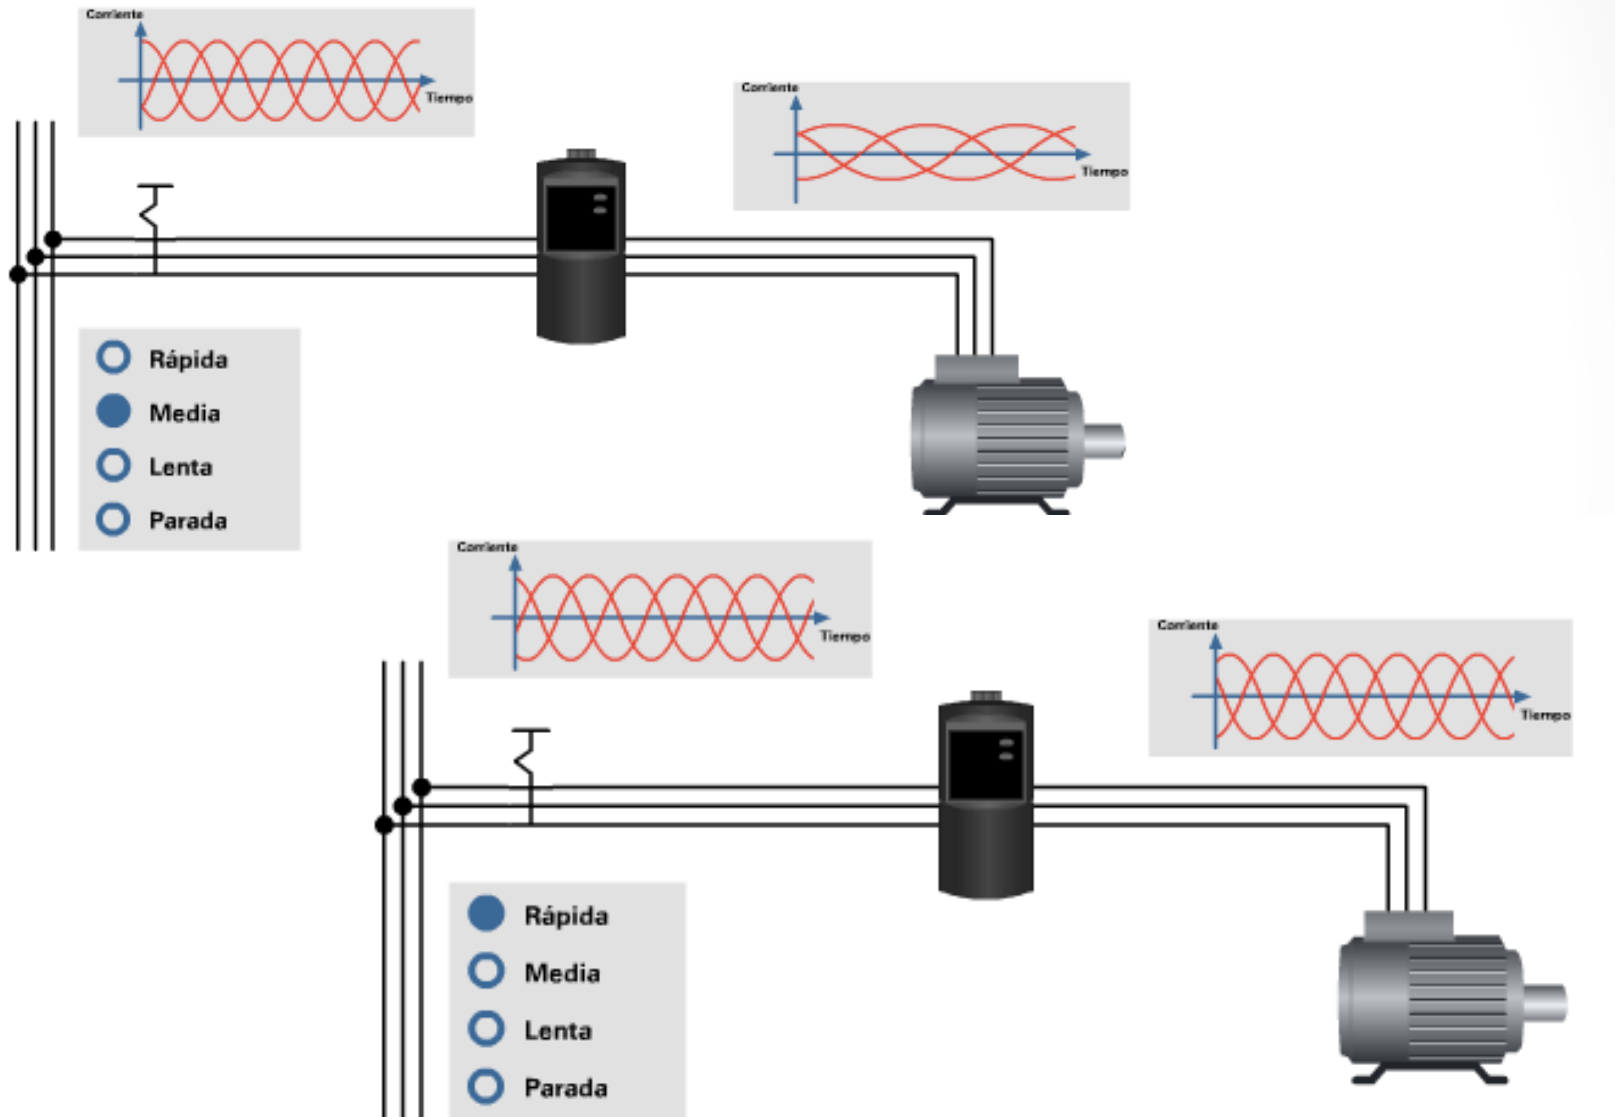 Corriente
Tiempo
Corriente
Tiempo
Rápida
Media
Lenta
Parada
Corriente
Tiempo
Corriente
Tiempo
Rápida
Media
Lenta
Parada